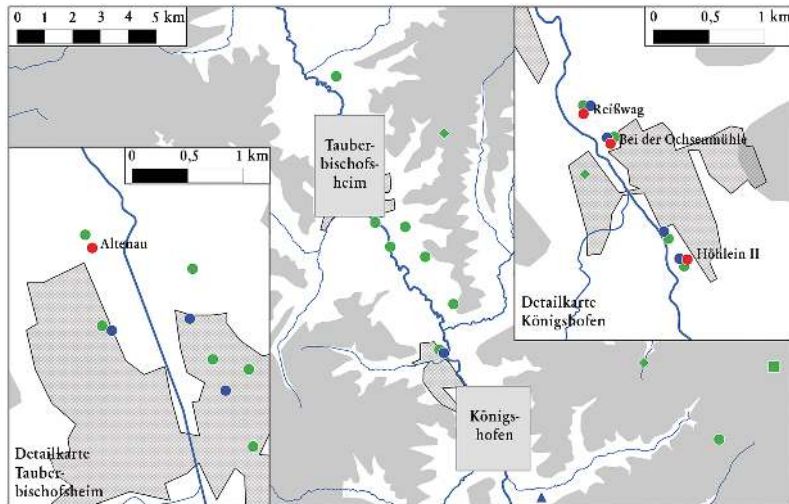 0 1 2 3 4 5 km
0 0,5 1 km
Reißwag
Bei der Ochsenmühle
Tauber-
bischofs-
heim
0 0,5 1 km
Altenau
Höhlein II
Detailkarte
Königshofen
Königs-
hofen
Detailkarte
Tauber-
bischofsheim